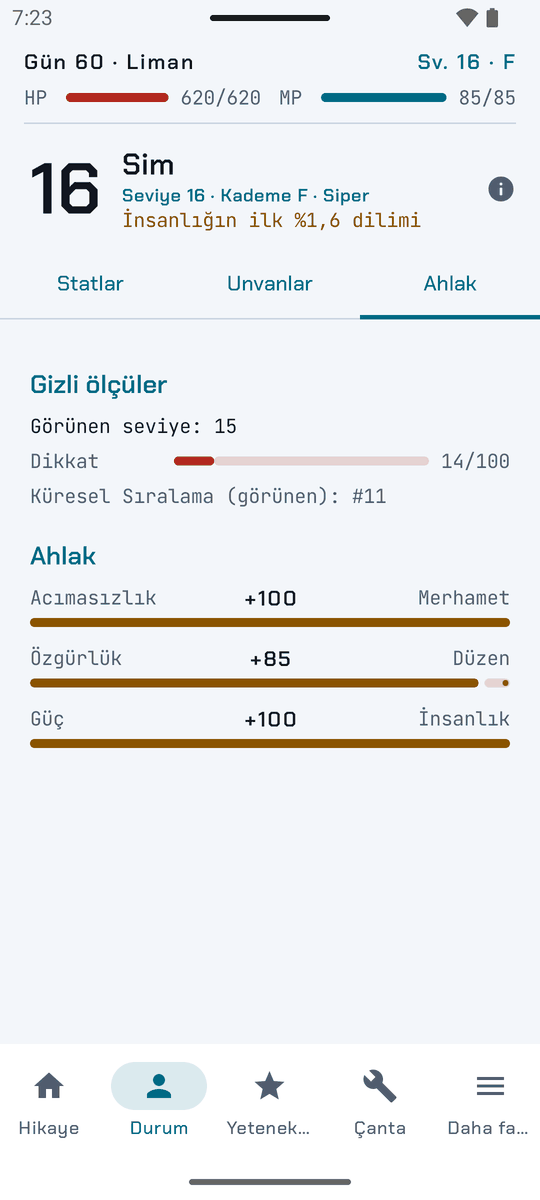 7:23
Gün 60 · Liman Sv. 16 · F
HP 620/620 MP 85/85
16
Sim
Seviye 16 · Kademe F · Siper
İnsanlığın ilk %1,6 dilimi
Statlar Unvanlar Ahlak
Gizli ölçüler
Görünen seviye: 15
Dikkat 14/100
Küresel Sıralama (görünen): #11
Ahlak
Acımasızlık +100 Merhamet
Özgürlük +85 Düzen
Güç +100 İnsanlık
Hikaye Durum Yetenek... Çanta Daha fa...